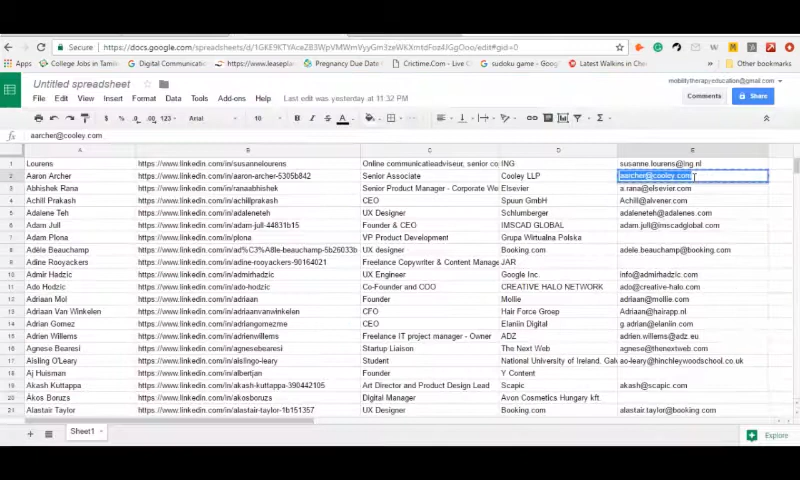 Secure https://docs.google.com/spreadsheets/d/
Apps College Jobs in Tamil Digital Communication https://www.leaseplan Pregnancy Due Date Crictime.Com - Live C sudoku game - Googl Latest Walkins in Che Other bookmarks
Untitled spreadsheet
mobilitytherapyeducation@gmail.com
File Edit View Insert Format Data Tools Add-ons Help Last edit was yesterday at 11:32 PM Comments Share
$ % .0 .00 123 Arial 10 B I S A
fx aarcher@cooley.com
A B C D E
1 Lourens https://www.linkedin.com/in/susannelourens Online communicatieadviseur, senior co ING susanne.lourens@ing.nl
2 Aaron Archer https://www.linkedin.com/in/aaron-archer-5305b842 Senior Associate Cooley LLP aarcher@cooley.com
3 Abhishek Rana https://www.linkedin.com/in/ranaabhishek Senior Product Manager - Corporate We Elsevier a.rana@elsevier.com
4 Achill Prakash https://www.linkedin.com/in/achillprakash CEO Spuun GmbH Achill@alvener.com
5 Adalene Teh https://www.linkedin.com/in/adaleneteh UX Designer Schlumberger adaleneteh@adalenes.com
6 Adam Jull https://www.linkedin.com/in/adam-jull-44831b15 Founder & CEO IMSCAD GLOBAL adam.jull@imscadglobal.com
7 Adam Plona https://www.linkedin.com/in/plona VP Product Development Grupa Wirtualna Polska
8 Adèle Beauchamp https://www.linkedin.com/in/ad%C3%A8le-beauchamp-5b26033b UX Designer Booking.com adele.beauchamp@booking.com
9 Adine Rooyackers https://www.linkedin.com/in/adine-rooyackers-90164021 Freelance Copywriter & Content Manage JAR
10 Admir Hadzic https://www.linkedin.com/in/admirhadzic UX Engineer Google Inc. info@admirhadzic.com
11 Ado Hodzic https://www.linkedin.com/in/ado-hodzic Co-Founder and COO CREATIVE HALO NETWORK ado@creative-halo.com
12 Adriaan Mol https://www.linkedin.com/in/adriaan Founder Mollie adriaan@mollie.com
13 Adriaan Van Winkelen https://www.linkedin.com/in/adriaanvanwinkelen CFO Hair Force Groep Adriaan@hairapp.nl
14 Adrian Gomez https://www.linkedin.com/in/adriangomezme CEO Elaniin Digital g.adrian@elaniin.com
15 Adrien Willems https://www.linkedin.com/in/adrienwillems Freelance IT project manager - Owner ADZ adrien.willems@adz.eu
16 Agnese Bearesi https://www.linkedin.com/in/agnesebearesi Startup Liaison The Next Web agnese@thenextweb.com
17 Aisling O'Leary https://www.linkedin.com/in/aislingo-leary Student National University of Ireland. Galv ao-leary@hinchleywoodschool.co.uk
18 Aj Huisman https://www.linkedin.com/in/albertjan Founder Y Content
19 Akash Kuttappa https://www.linkedin.com/in/akash-kuttappa-390442105 Art Director and Product Design Lead Scapic akash@scapic.com
20 Ákos Boruzs https://www.linkedin.com/in/akosboruzs Digital Manager Avon Cosmetics Hungary kft.
21 Alastair Taylor https://www.linkedin.com/in/alastair-taylor-1b151357 UX designer Booking.com alastair.taylor@booking.com
Sheet1 Explore